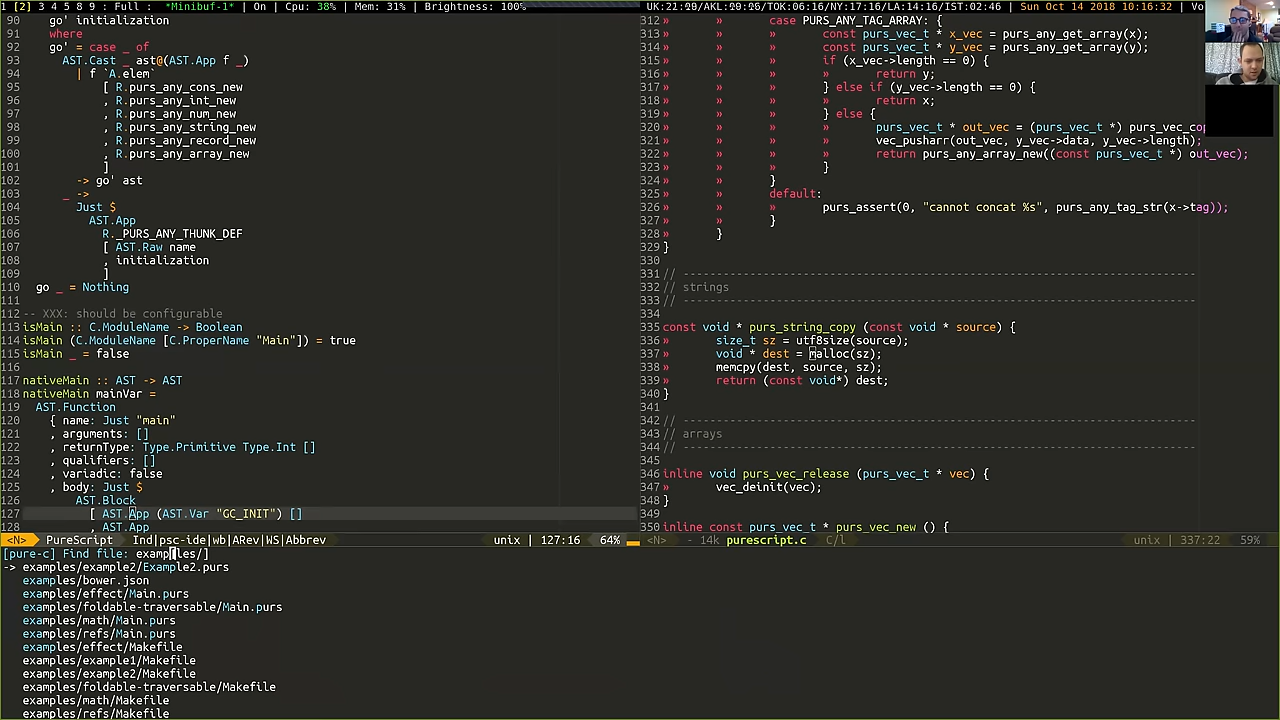 1 [2] 3 4 5 8 9 : Full :  *Minibuf-1* | On | Cpu: 38% | Mem: 31% | Brightness: 100%
/NY:17:16/LA:14:16/IST:02:46 | Sun Oct 14 2018 10:16:32 | Vo
90   go' initialization
91   where
92   go' = case _ of
93     AST.Cast _ ast@(AST.App f _)
94       | f `A.elem`
95           [ R.purs_any_cons_new
96           , R.purs_any_int_new
97           , R.purs_any_num_new
98           , R.purs_any_string_new
99           , R.purs_any_record_new
100           , R.purs_any_array_new
101           ]
102       -> go' ast
103     _ ->
104       Just $
105         AST.App
106           R._PURS_ANY_THUNK_DEF
107           [ AST.Raw name
108           , initialization
109           ]
110 go _ = Nothing
111
112 -- XXX: should be configurable
113 isMain :: C.ModuleName -> Boolean
114 isMain (C.ModuleName [C.ProperName "Main"]) = true
115 isMain _ = false
116
117 nativeMain :: AST -> AST
118 nativeMain mainVar =
119   AST.Function
120     { name: Just "main"
121     , arguments: []
122     , returnType: Type.Primitive Type.Int []
123     , qualifiers: []
124     , variadic: false
125     , body: Just $
126         AST.Block
127           [ AST.App (AST.Var "GC_INIT") []
128           , AST.App
<N> PureScript  Ind|psc-ide|wb|ARev|WS|Abbrev  unix | 127:16  64%
312 » » case PURS_ANY_TAG_ARRAY: {
313 » » » const purs_vec_t * x_vec = purs_any_get_array(x);
314 » » » const purs_vec_t * y_vec = purs_any_get_array(y);
315 » » » if (x_vec->length == 0) {
316 » » » » return y;
317 » » » } else if (y_vec->length == 0) {
318 » » » » return x;
319 » » » } else {
320 » » » » purs_vec_t * out_vec = (purs_vec_t *) purs_vec_cop
321 » » » » vec_pusharr(out_vec, y_vec->data, y_vec->length);
322 » » » » return purs_any_array_new((const purs_vec_t *) out_vec);
323 » » » }
324 » » }
325 » » default:
326 » » » purs_assert(0, "cannot concat %s", purs_any_tag_str(x->tag));
327 » » }
328 » }
329 }
330
331 // ----------------------------------------------------------------------------
332 // strings
333 // ----------------------------------------------------------------------------
334
335 const void * purs_string_copy (const void * source) {
336 » size_t sz = utf8size(source);
337 » void * dest = malloc(sz);
338 » memcpy(dest, source, sz);
339 » return (const void*) dest;
340 }
341
342 // ----------------------------------------------------------------------------
343 // arrays
344 // ----------------------------------------------------------------------------
345
346 inline void purs_vec_release (purs_vec_t * vec) {
347 » vec_deinit(vec);
348 }
349
350 inline const purs_vec_t * purs_vec_new () {
<N> - 14k purescript.c  C/l  unix | 337:22  59%
[pure-c] Find file: examp[les/]
-> examples/example2/Example2.purs
examples/bower.json
examples/effect/Main.purs
examples/foldable-traversable/Main.purs
examples/math/Main.purs
examples/refs/Main.purs
examples/effect/Makefile
examples/example1/Makefile
examples/example2/Makefile
examples/foldable-traversable/Makefile
examples/math/Makefile
examples/refs/Makefile